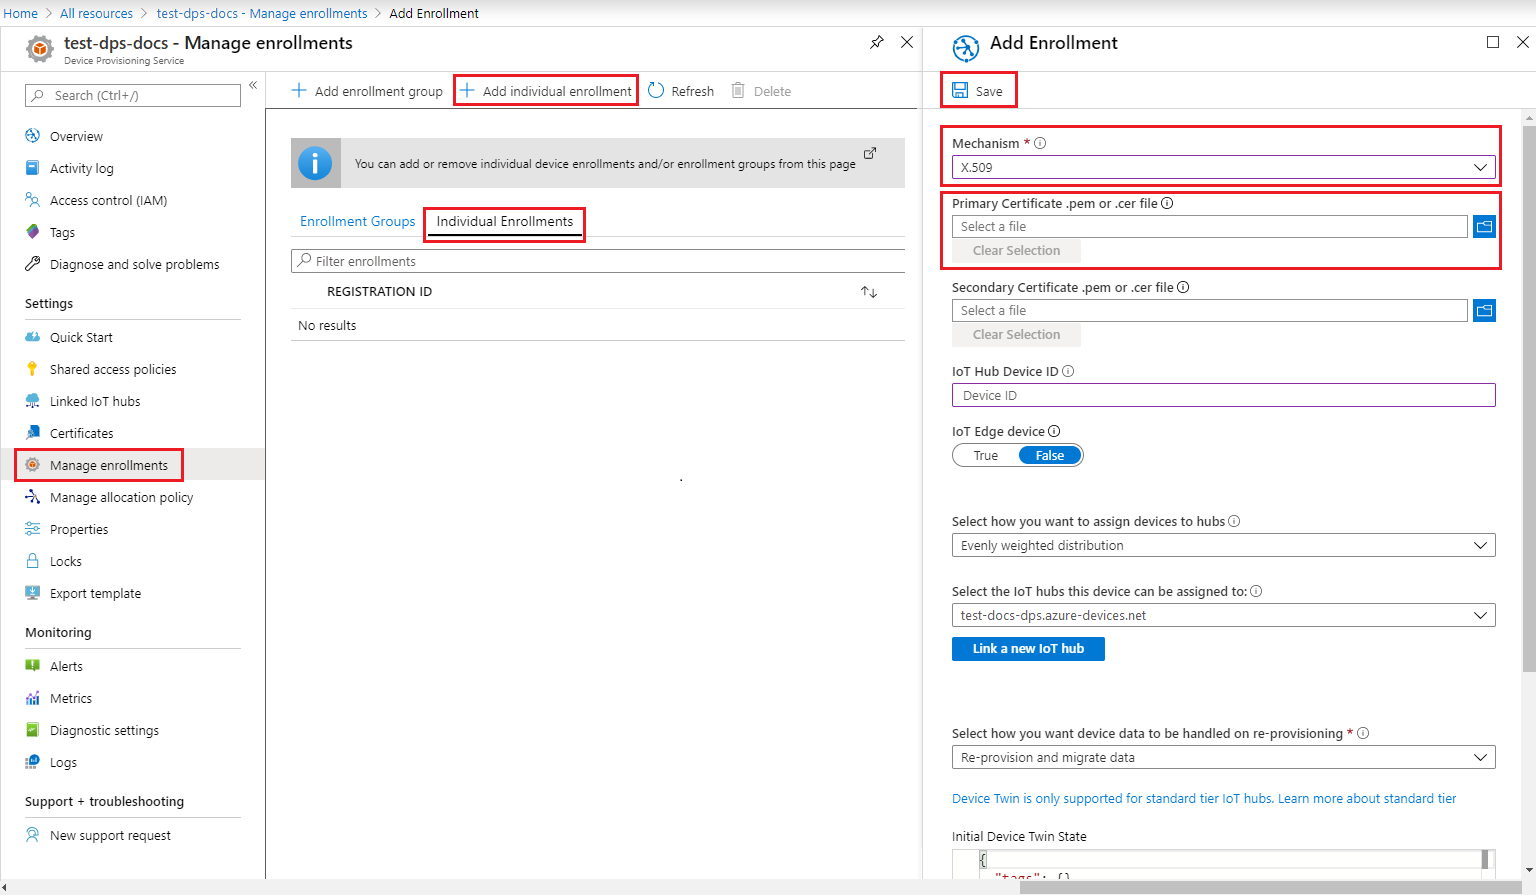 Home > All resources > test-dps-docs - Manage enrollments > Add Enrollment
test-dps-docs - Manage enrollments
Device Provisioning Service
Search (Ctrl+/)
Overview
Activity log
Access control (IAM)
Tags
Diagnose and solve problems
Settings
Quick Start
Shared access policies
Linked IoT hubs
Certificates
Manage enrollments
Manage allocation policy
Properties
Locks
Export template
Monitoring
Alerts
Metrics
Diagnostic settings
Logs
Support + troubleshooting
New support request
Add enrollment group
Add individual enrollment
Refresh
Delete
You can add or remove individual device enrollments and/or enrollment groups from this page
Enrollment Groups
Individual Enrollments
Filter enrollments
REGISTRATION ID
No results
Add Enrollment
Save
Mechanism *
X.509
Primary Certificate .pem or .cer file
Select a file
Clear Selection
Secondary Certificate .pem or .cer file
Select a file
Clear Selection
IoT Hub Device ID
Device ID
IoT Edge device
True False
Select how you want to assign devices to hubs
Evenly weighted distribution
Select the IoT hubs this device can be assigned to:
test-docs-dps.azure-devices.net
Link a new IoT hub
Select how you want device data to be handled on re-provisioning *
Re-provision and migrate data
Device Twin is only supported for standard tier IoT hubs. Learn more about standard tier
Initial Device Twin State
{
"tags": {},